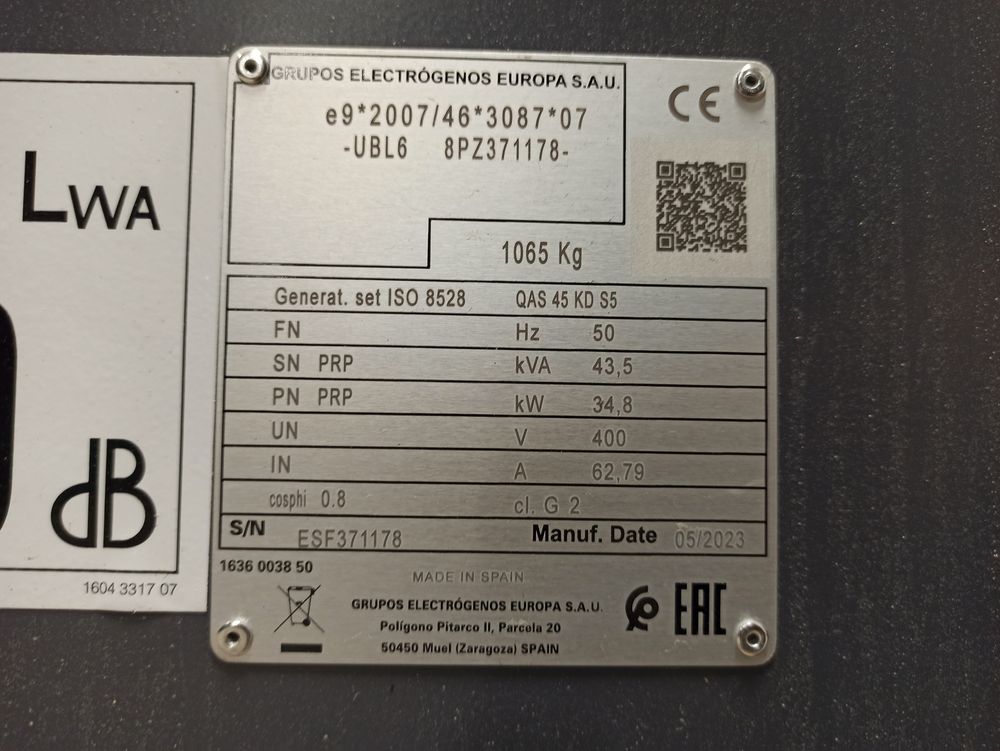 LWA
dB
1604 3317 07
GRUPOS ELECTRÓGENOS EUROPA S.A.U.
e9*2007/46*3087*07
-UBL6 8PZ371178-
CE
1065 Kg
Generat. set ISO 8528 QAS 45 KD S5
FN Hz 50
SN PRP kVA 43,5
PN PRP kW 34,8
UN V 400
IN A 62,79
cosphi 0.8 cl. G 2
S/N ESF371178 Manuf. Date 05/2023
1636 0038 50
MADE IN SPAIN
GRUPOS ELECTRÓGENOS EUROPA S.A.U.
Polígono Pitarco II, Parcela 20
50450 Muel (Zaragoza) SPAIN
EAC